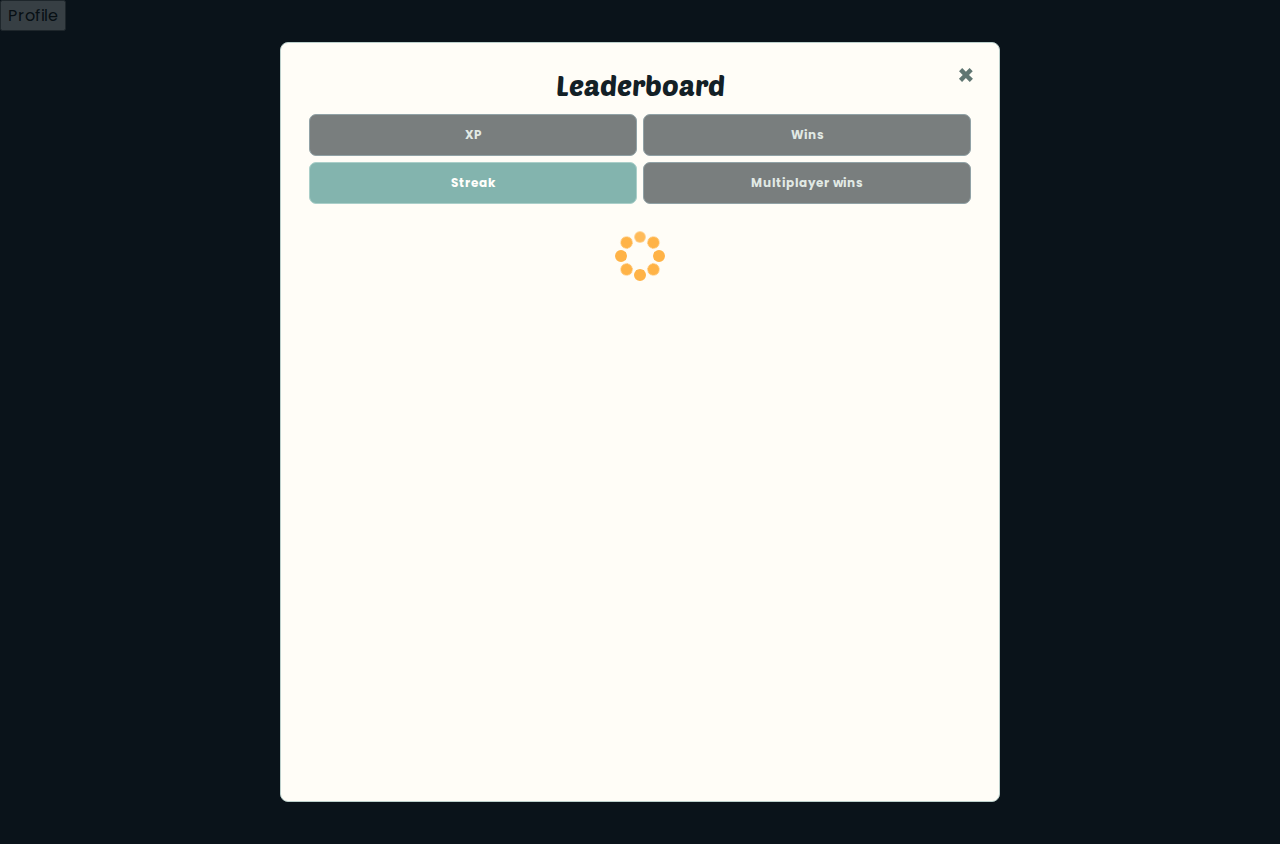 Profile
Leaderboard
✖
XP
Wins
Streak
Multiplayer wins